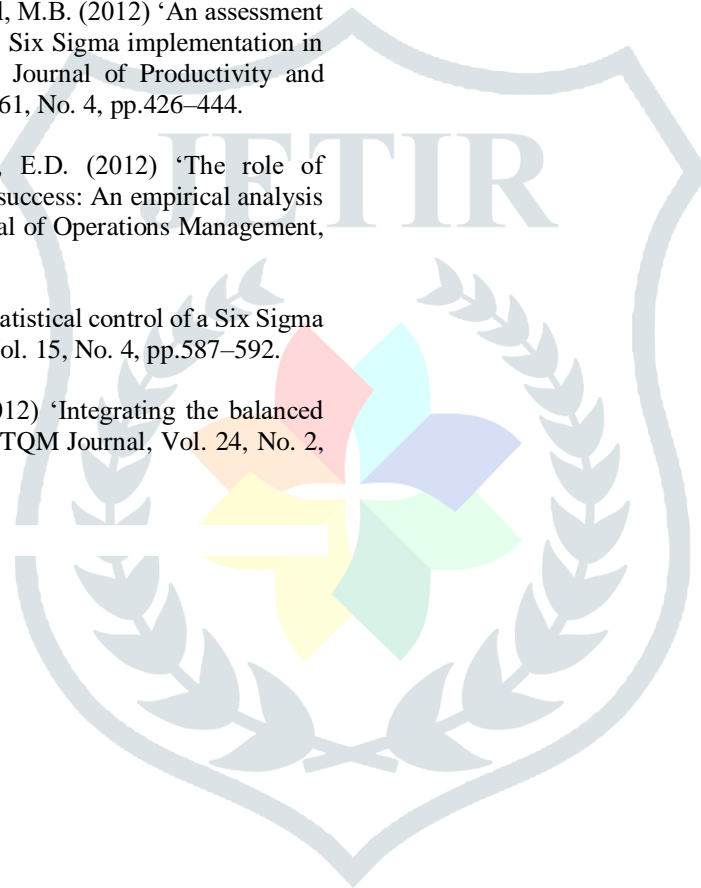 l, M.B. (2012) ‘An assessment
Six Sigma implementation in
Journal of Productivity and
61, No. 4, pp.426–444.
E.D. (2012) ‘The role of
success: An empirical analysis
al of Operations Management,
JETIR
atistical control of a Six Sigma
ol. 15, No. 4, pp.587–592.
012) ‘Integrating the balanced
TQM Journal, Vol. 24, No. 2,